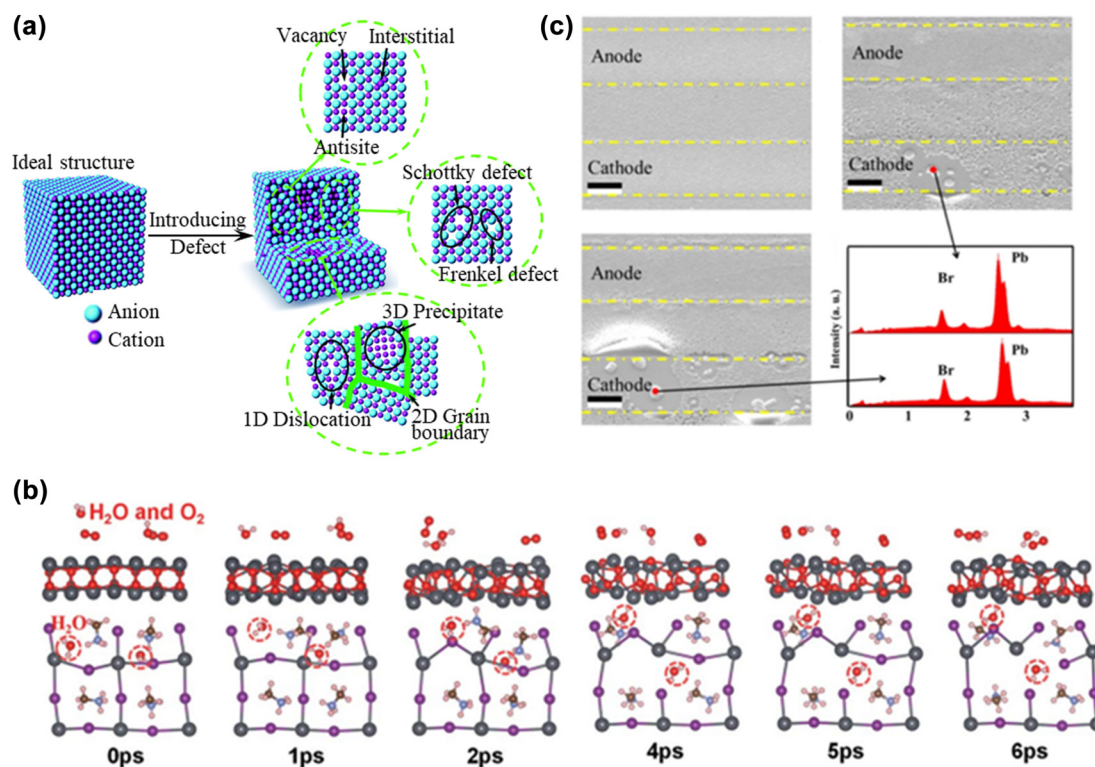 (a)
Vacancy
Interstitial
Antisite
Ideal structure
Introducing
Defect
Schottky defect
Frenkel defect
Anion
Cation
3D Precipitate
1D Dislocation
2D Grain
boundary
(c)
Anode
Cathode
Anode
Cathode
Anode
Cathode
Intensity (a. u.)
Br
Pb
Br
Pb
0 1 2 3
(b)
H₂O and O₂
H₂O
0ps 1ps 2ps 4ps 5ps 6ps